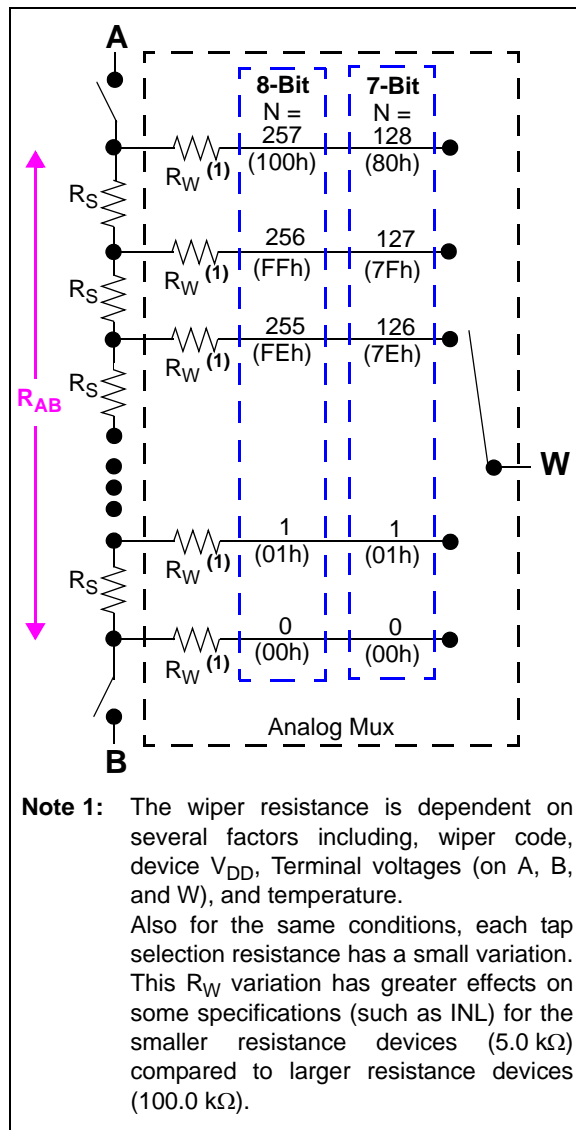 A
8-Bit 7-Bit
N = N =
257 128
RW (1) (100h) (80h)
RS
256 127
RW (1) (FFh) (7Fh)
RS
255 126
RW (1) (FEh) (7Eh)
RS
RAB
W
1 1
RW (1) (01h) (01h)
RS
0 0
RW (1) (00h) (00h)
Analog Mux
B
Note 1: The wiper resistance is dependent on
several factors including, wiper code,
device VDD, Terminal voltages (on A, B,
and W), and temperature.
Also for the same conditions, each tap
selection resistance has a small variation.
This RW variation has greater effects on
some specifications (such as INL) for the
smaller resistance devices (5.0 kΩ)
compared to larger resistance devices
(100.0 kΩ).